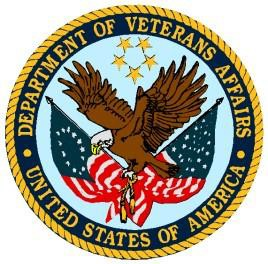 DEPARTMENT OF VETERANS AFFAIRS
UNITED STATES OF AMERICA